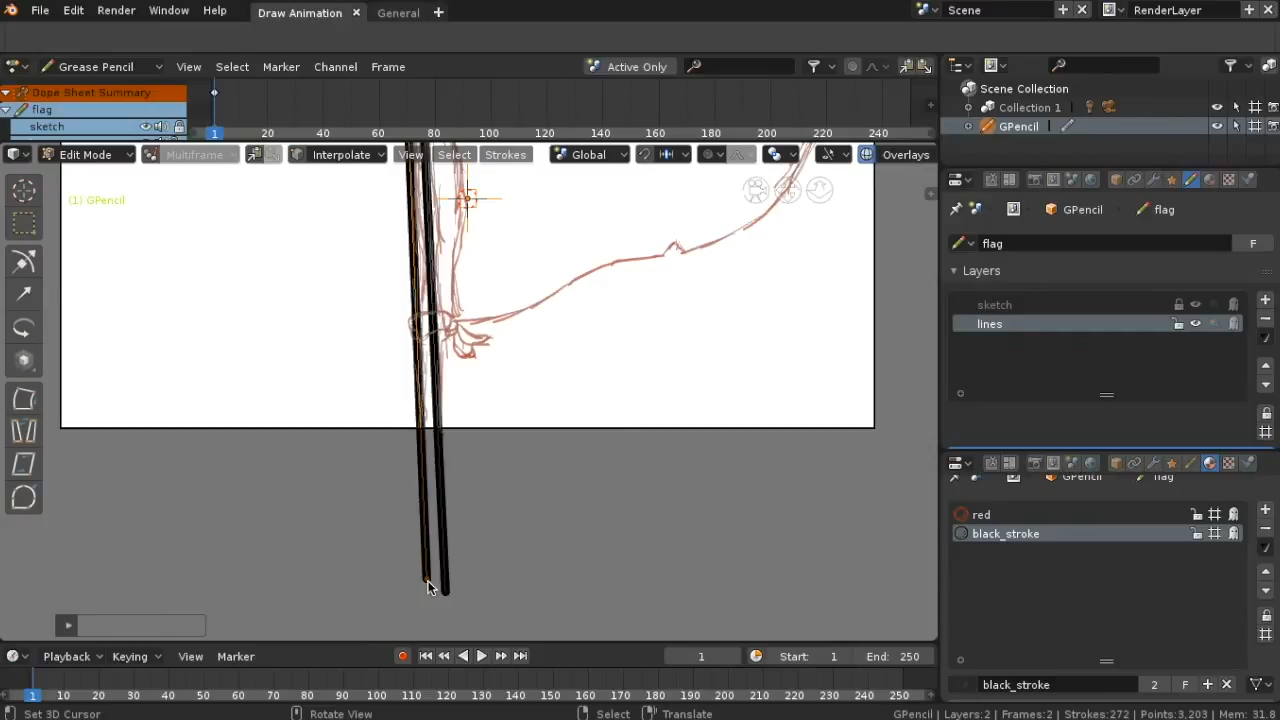 File Edit Render Window Help Draw Animation General Scene RenderLayer
Grease Pencil View Select Marker Channel Frame Active Only
Dope Sheet Summary
flag
sketch
1 20 40 60 80 100 120 140 160 180 200 220 240
Edit Mode Multiframe Interpolate View Select Strokes Global Overlays
(1) GPencil
Scene Collection
Collection 1
GPencil
GPencil flag
flag F
Layers
sketch
lines
GPencil flag
red
black_stroke
black_stroke 2 F
Playback Keying View Marker 1 Start: 1 End: 250
1 10 20 30 40 50 60 70 80 90 100 110 120 130 140 150 160 170 180 190 200 210 220 230 240 250
Set 3D Cursor Rotate View Select Translate GPencil | Layers:2 | Frames:2 | Strokes:272 | Points:3,203 | Mem: 31.8